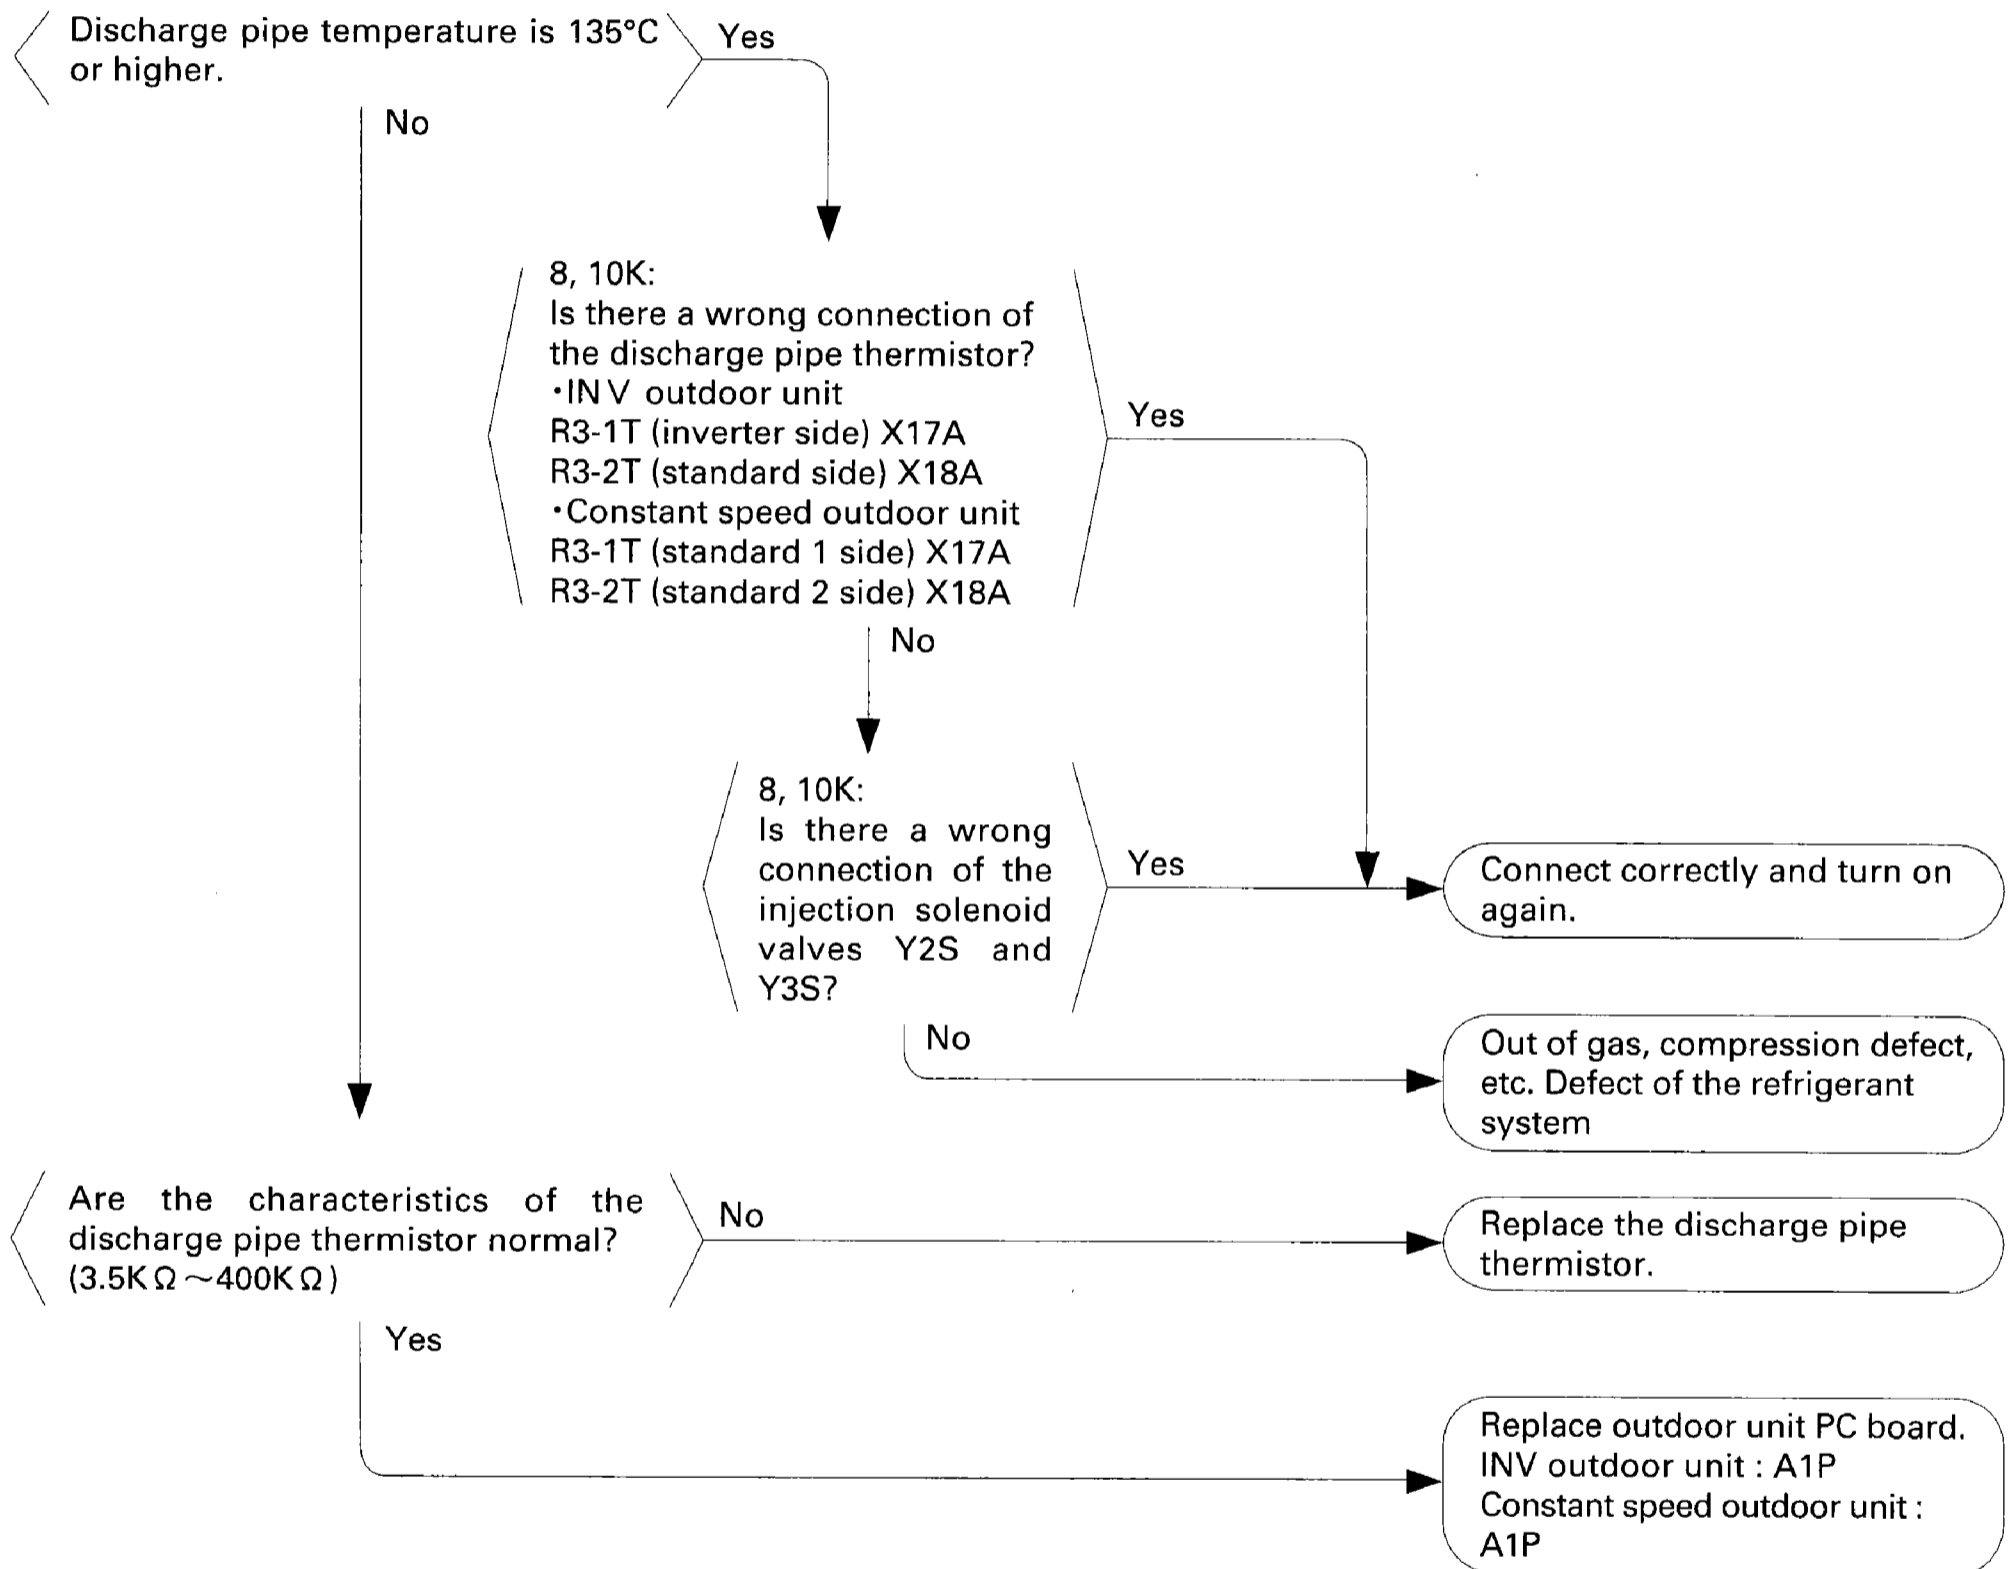 Discharge pipe temperature is 135°C
or higher.
Yes
No
8, 10K:
Is there a wrong connection of
the discharge pipe thermistor?
･INV outdoor unit
R3-1T (inverter side) X17A
R3-2T (standard side) X18A
･Constant speed outdoor unit
R3-1T (standard 1 side) X17A
R3-2T (standard 2 side) X18A
Yes
No
8, 10K:
Is there a wrong
connection of the
injection solenoid
valves Y2S and
Y3S?
Yes
Connect correctly and turn on
again.
No
Out of gas, compression defect,
etc. Defect of the refrigerant
system
Are the characteristics of the
discharge pipe thermistor normal?
(3.5KΩ～400KΩ)
No
Replace the discharge pipe
thermistor.
Yes
Replace outdoor unit PC board.
INV outdoor unit : A1P
Constant speed outdoor unit :
A1P